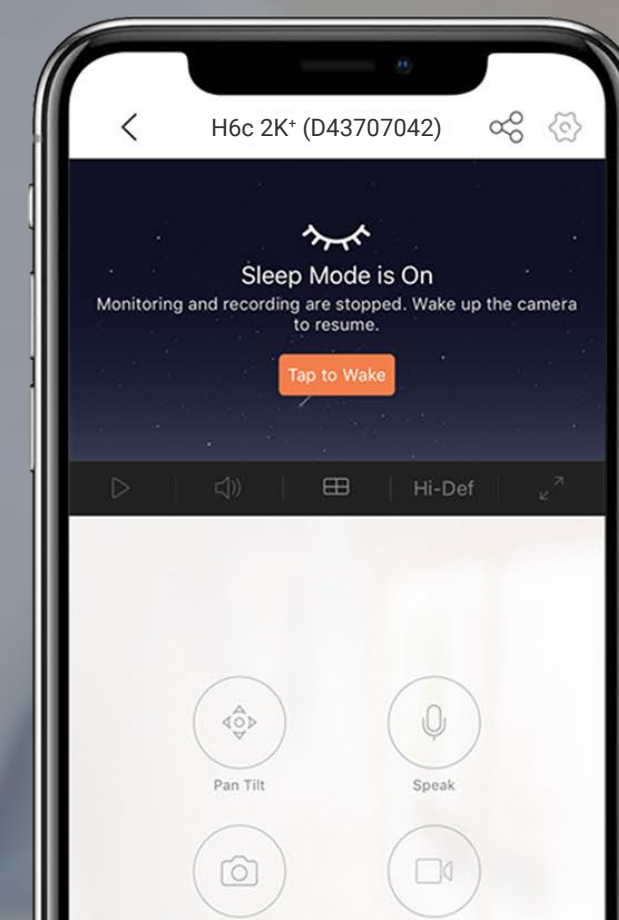 H6c 2K⁺ (D43707042)
Sleep Mode is On
Monitoring and recording are stopped. Wake up the camera
to resume.
Tap to Wake
Hi-Def
Pan Tilt
Speak